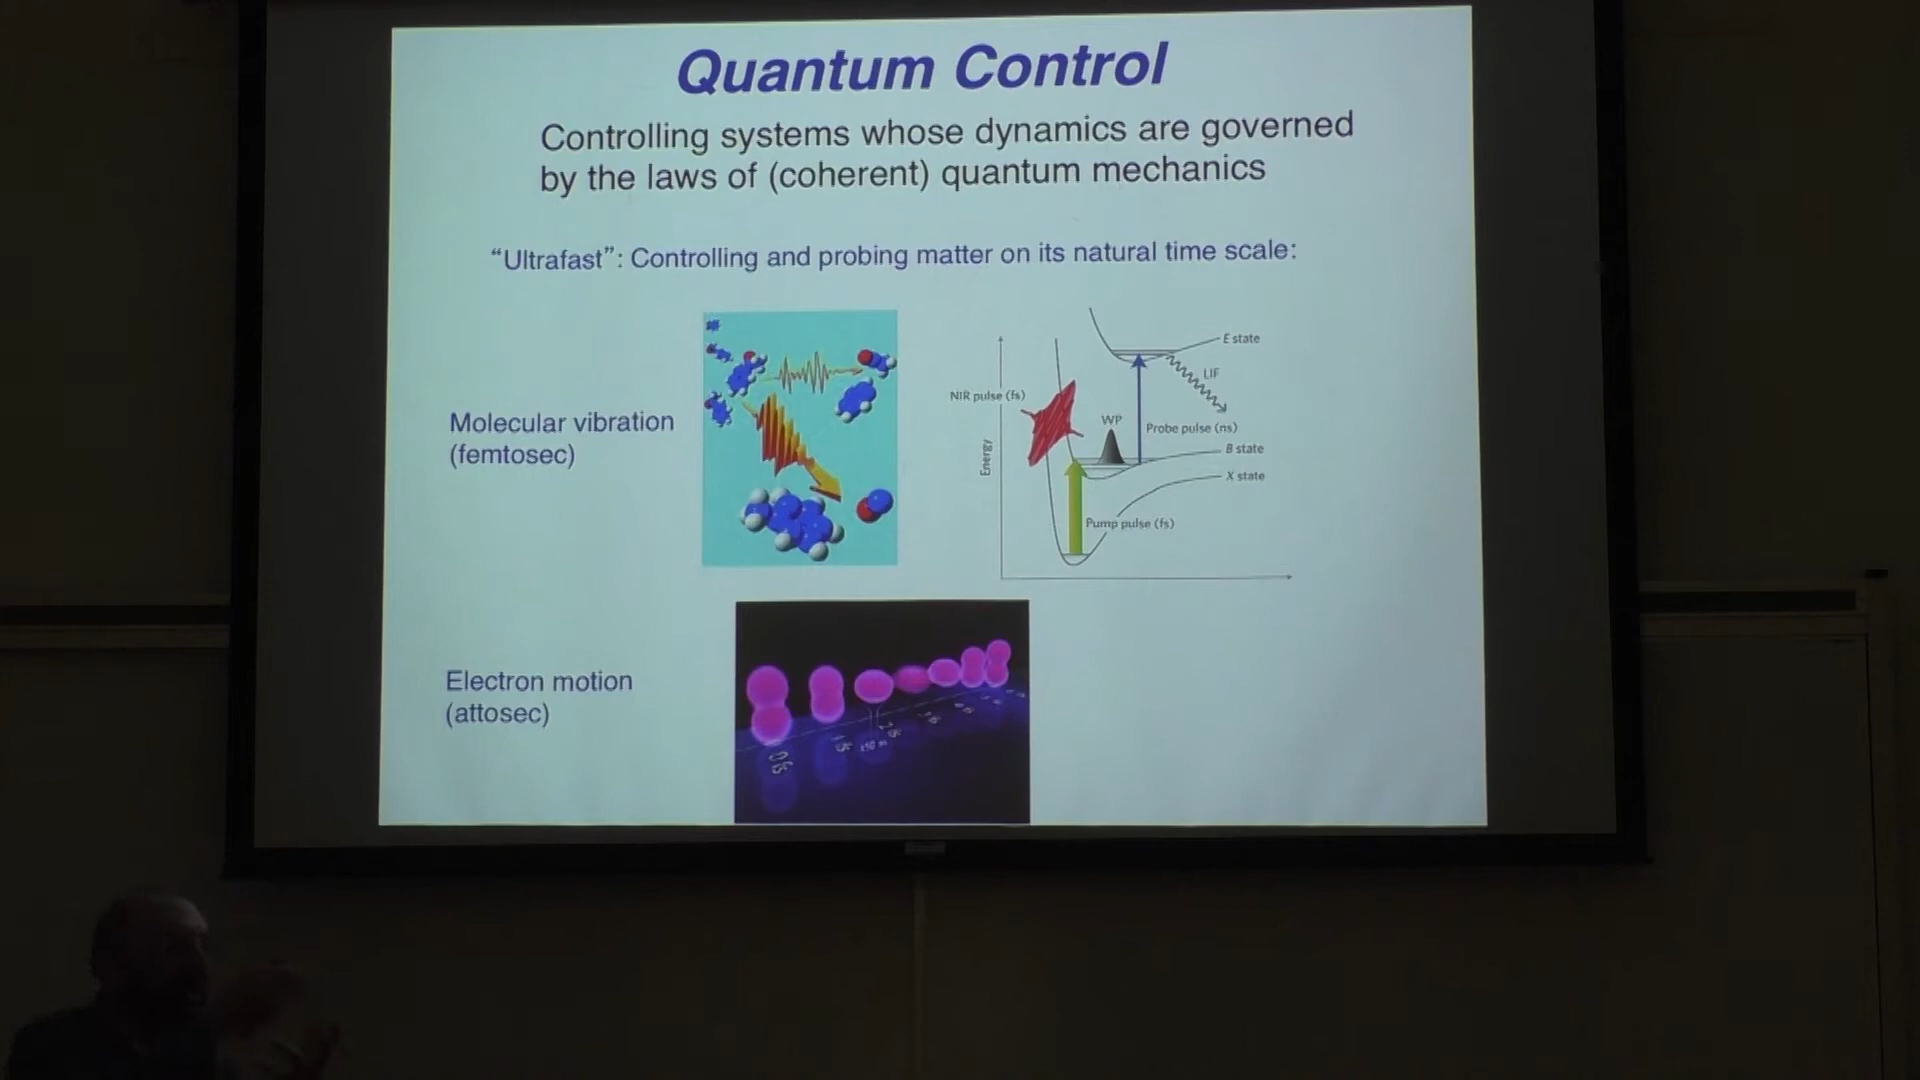 Quantum Control
Controlling systems whose dynamics are governed
by the laws of (coherent) quantum mechanics
“Ultrafast”: Controlling and probing matter on its natural time scale:
Molecular vibration
(femtosec)
E state
LIF
NIR pulse (fs)
WP
Probe pulse (ns)
B state
Energy
X state
Pump pulse (fs)
Electron motion
(attosec)